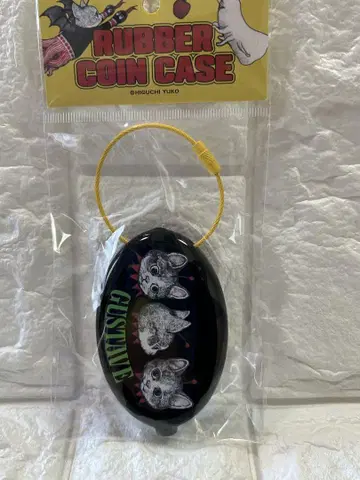 RUBBER
COIN CASE
©HIGUCHI YUKO
GUSTAVE